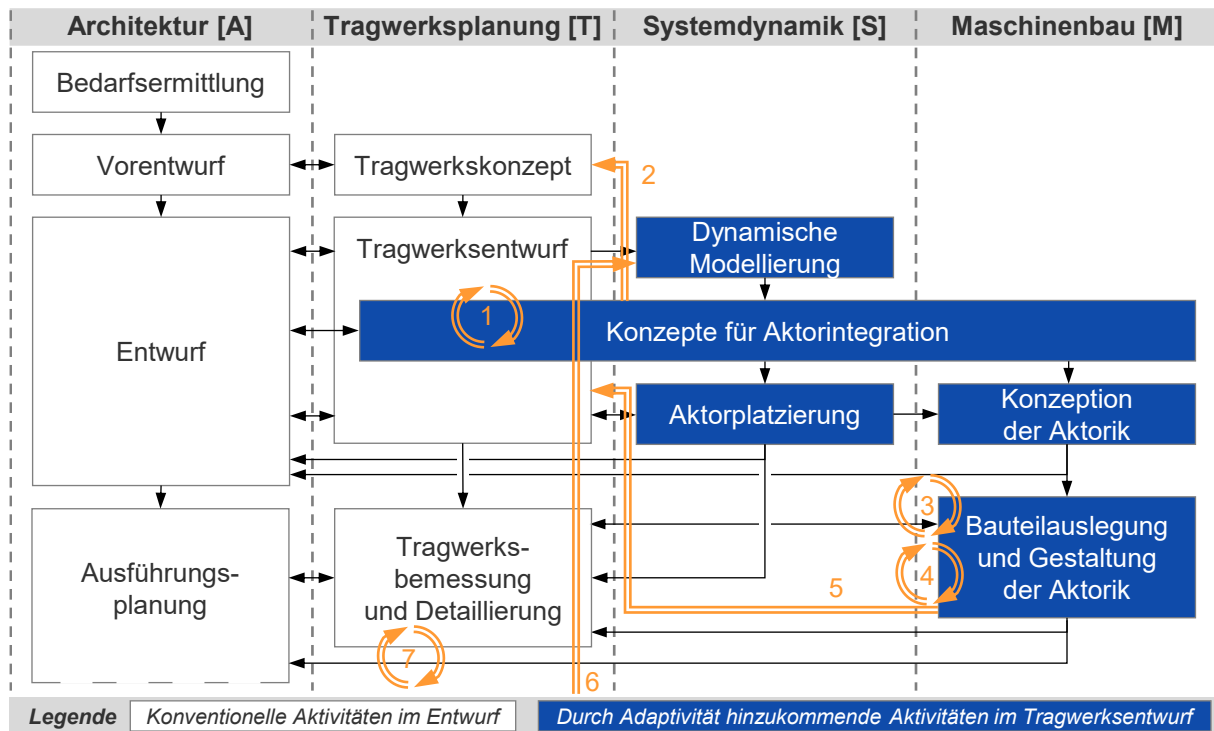 Architektur [A]
Tragwerksplanung [T]
Systemdynamik [S]
Maschinenbau [M]
Bedarfsermittlung
Vorentwurf
Tragwerkskonzept
2
Tragwerksentwurf
Dynamische
Modellierung
1
Konzepte für Aktorintegration
Entwurf
Aktorplatzierung
Konzeption
der Aktorik
3
Bauteilauslegung
und Gestaltung
der Aktorik
4
Tragwerks-
bemessung
und Detaillierung
Ausführungs-
planung
5
7
6
Legende
Konventionelle Aktivitäten im Entwurf
Durch Adaptivität hinzukommende Aktivitäten im Tragwerksentwurf